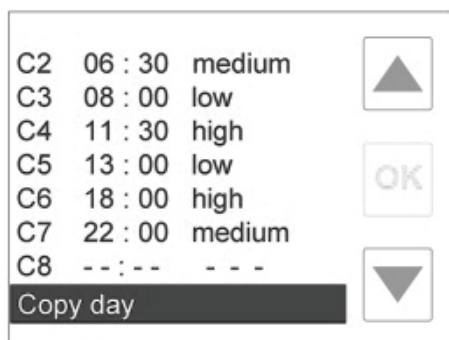 C2 06 : 30 medium
C3 08 : 00 low
C4 11 : 30 high
C5 13 : 00 low
OK
C6 18 : 00 high
C7 22 : 00 medium
C8 - - : - - - - -
Copy day